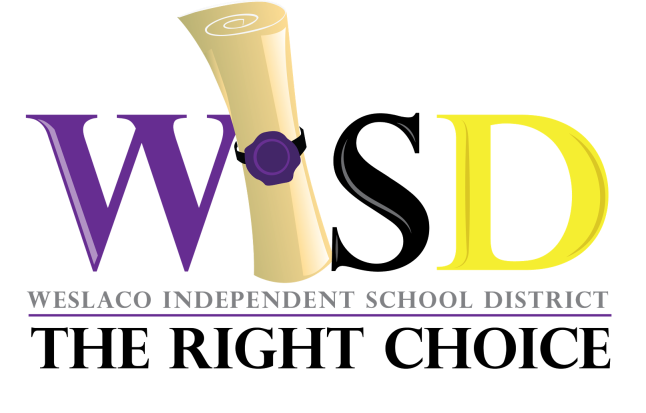 WISD
WESLACO INDEPENDENT SCHOOL DISTRICT
THE RIGHT CHOICE